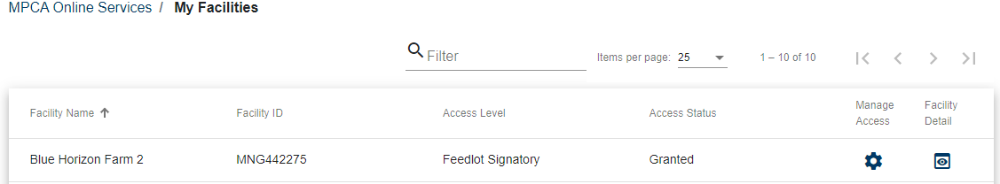 MPCA Online Services / My Facilities
Filter Items per page: 25 1 – 10 of 10
Facility Name Facility ID Access Level Access Status Manage Access Facility Detail
Blue Horizon Farm 2 MNG442275 Feedlot Signatory Granted